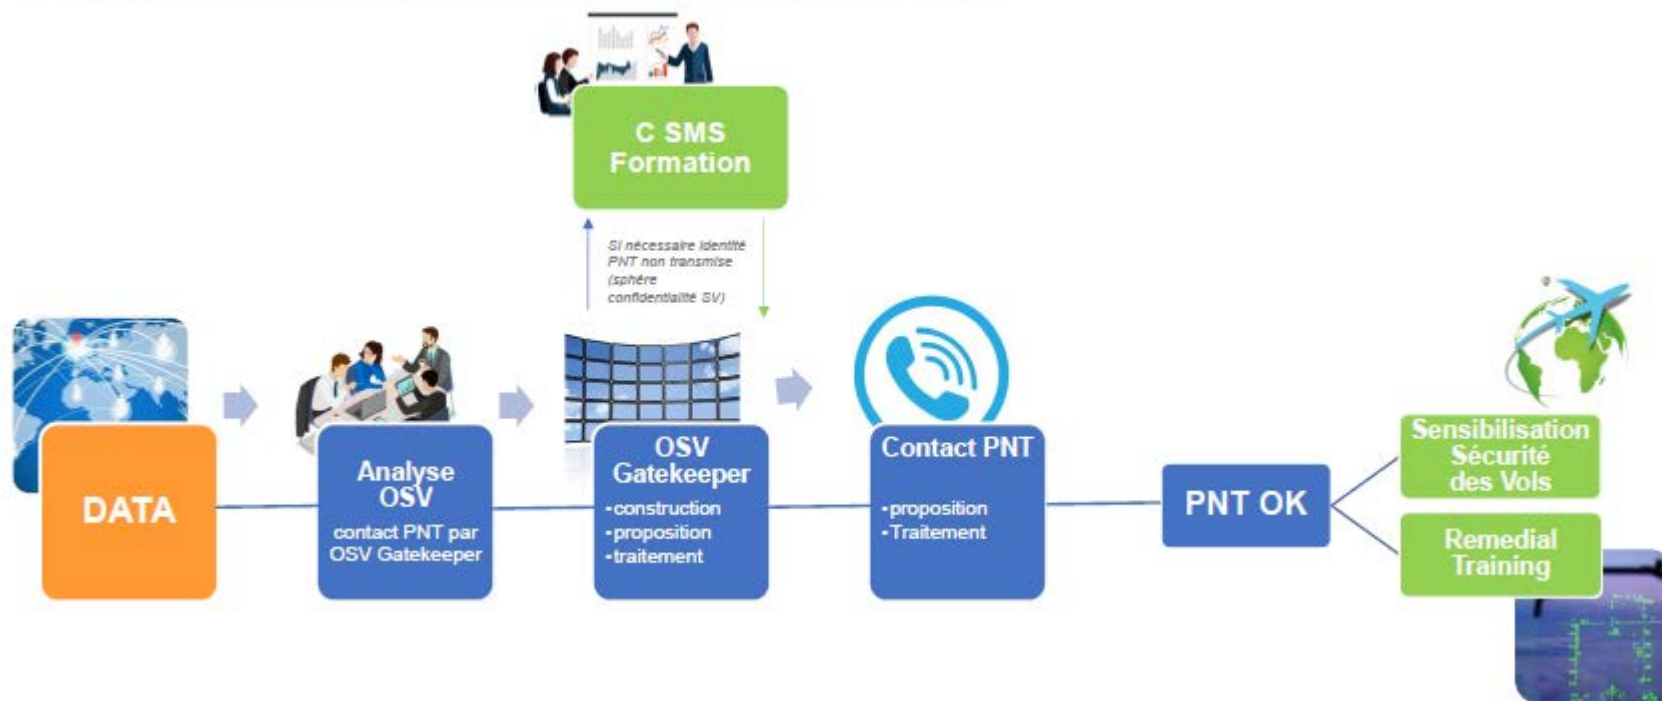 C SMS
Formation
Si nécessaire identité
PNT non transmise
(sphère
confidentialité SV)
DATA
Analyse
OSV
contact PNT par
OSV Gatekeeper
OSV
Gatekeeper
•construction
•proposition
•traitement
Contact PNT
•proposition
•Traitement
PNT OK
Sensibilisation
Sécurité
des Vols
Remedial
Training